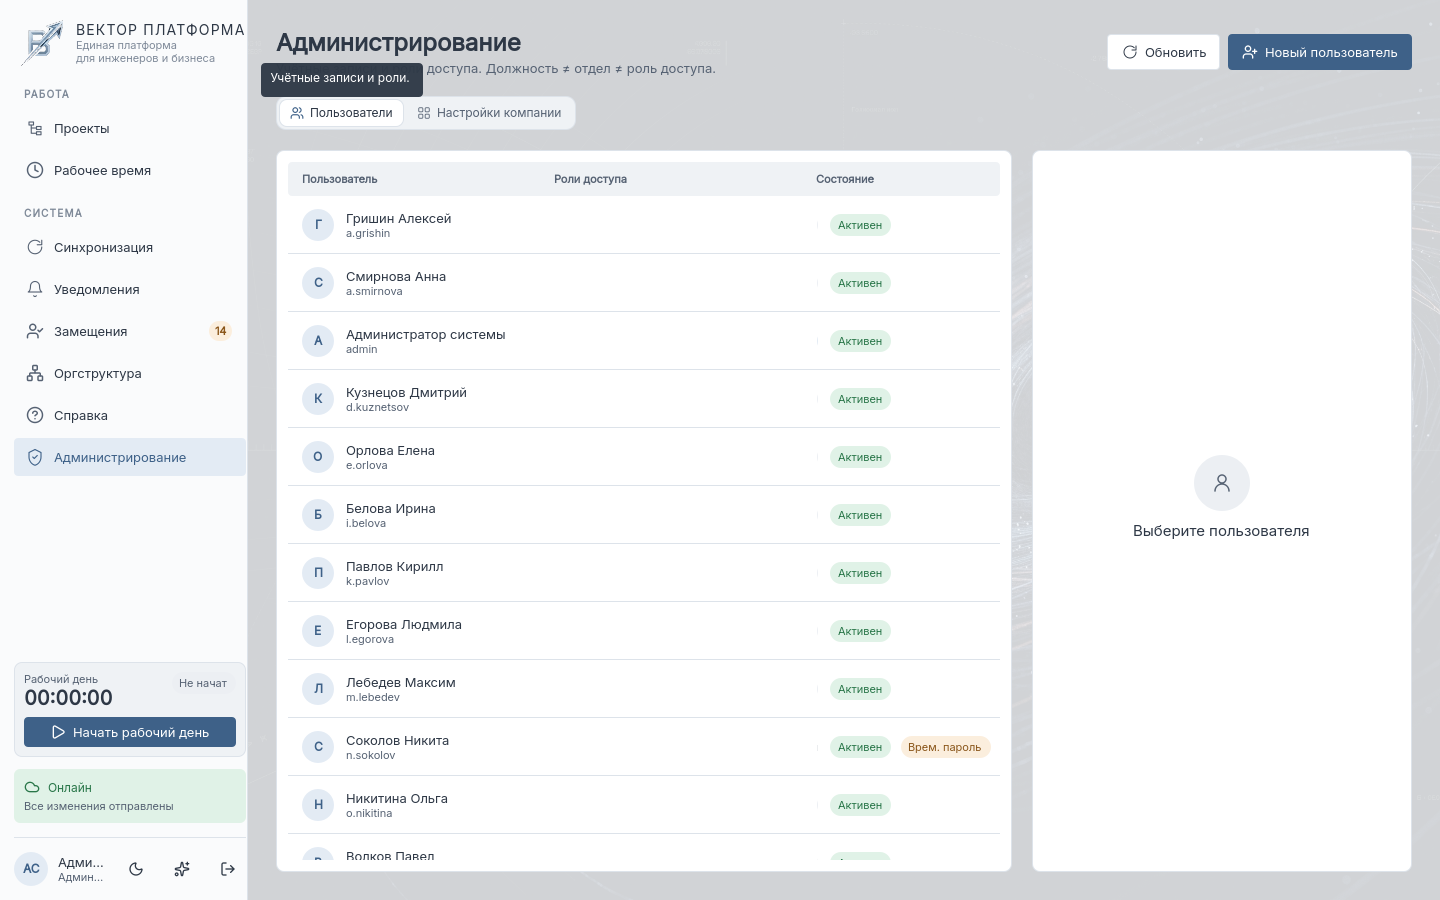 ВЕКТОР ПЛАТФОРМА
Единая платформа
для инженеров и бизнеса
РАБОТА
Проекты
Рабочее время
СИСТЕМА
Синхронизация
Уведомления
Замещения 14
Оргструктура
Справка
Администрирование
Рабочий день
Не начат
00:00:00
Начать рабочий день
Онлайн
Все изменения отправлены
АС
Адми...
Админ...
Администрирование
Учётные записи и роли.
доступа. Должность ≠ отдел ≠ роль доступа.
Обновить
Новый пользователь
Пользователи
Настройки компании
Пользователь Роли доступа Состояние
Г Гришин Алексей Активен
a.grishin
С Смирнова Анна Активен
a.smirnova
А Администратор системы Активен
admin
К Кузнецов Дмитрий Активен
d.kuznetsov
О Орлова Елена Активен
e.orlova
Б Белова Ирина Активен
i.belova
П Павлов Кирилл Активен
k.pavlov
Е Егорова Людмила Активен
l.egorova
Л Лебедев Максим Активен
m.lebedev
С Соколов Никита Активен Врем. пароль
n.sokolov
Н Никитина Ольга Активен
o.nikitina
Волков Павел
Выберите пользователя